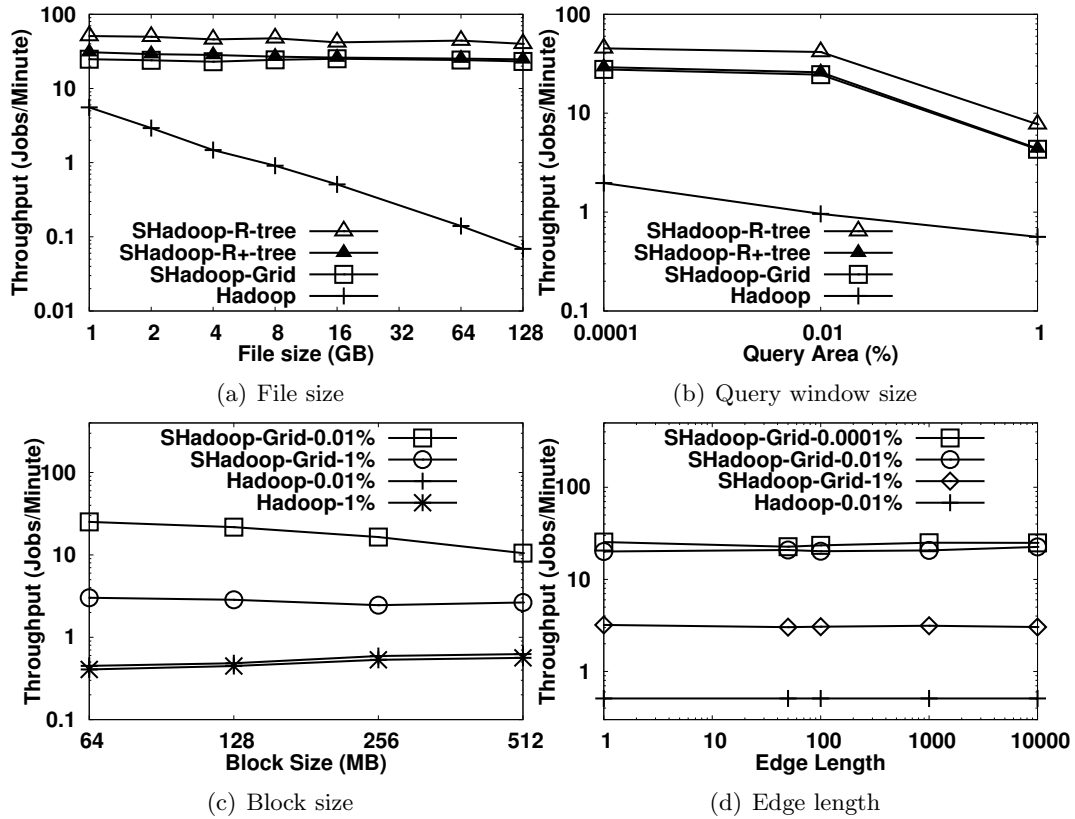 100
10
1
0.1
0.01
Throughput (Jobs/Minute)
SHadoop-R-tree
SHadoop-R+-tree
SHadoop-Grid
Hadoop
1 2 4 8 16 32 64 128
File size (GB)
(a) File size
100
10
1
0.1
Throughput (Jobs/Minute)
SHadoop-R-tree
SHadoop-R+-tree
SHadoop-Grid
Hadoop
0.0001 0.01 1
Query Area (%)
(b) Query window size
100
10
1
0.1
Throughput (Jobs/Minute)
SHadoop-Grid-0.01%
SHadoop-Grid-1%
Hadoop-0.01%
Hadoop-1%
64 128 256 512
Block Size (MB)
(c) Block size
100
10
1
Throughput (Jobs/Minute)
SHadoop-Grid-0.0001%
SHadoop-Grid-0.01%
SHadoop-Grid-1%
Hadoop-0.01%
1 10 100 1000 10000
Edge Length
(d) Edge length